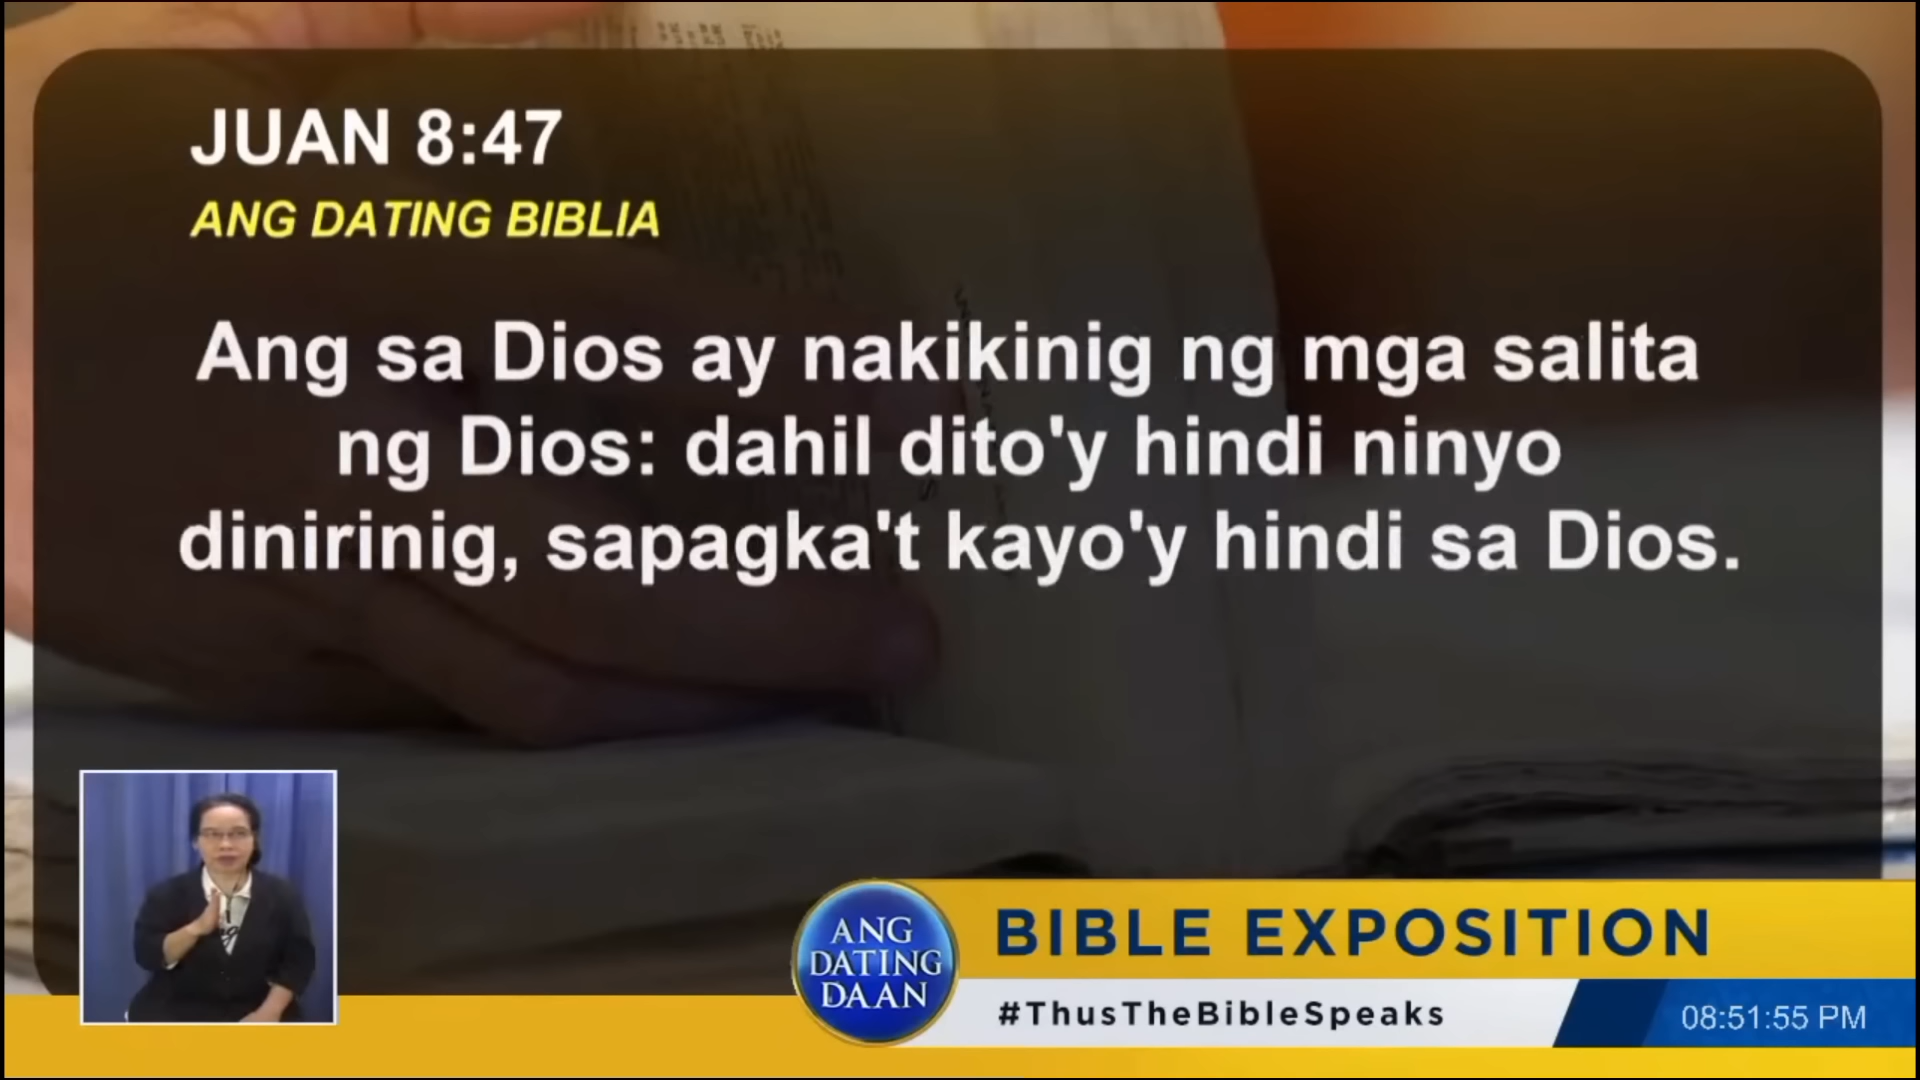 JUAN 8:47
ANG DATING BIBLIA
Ang sa Dios ay nakikinig ng mga salita
ng Dios: dahil dito'y hindi ninyo
dinirinig, sapagka't kayo'y hindi sa Dios.
ANG
DATING
DAAN
BIBLE EXPOSITION
#ThusTheBibleSpeaks
08:51:55 PM